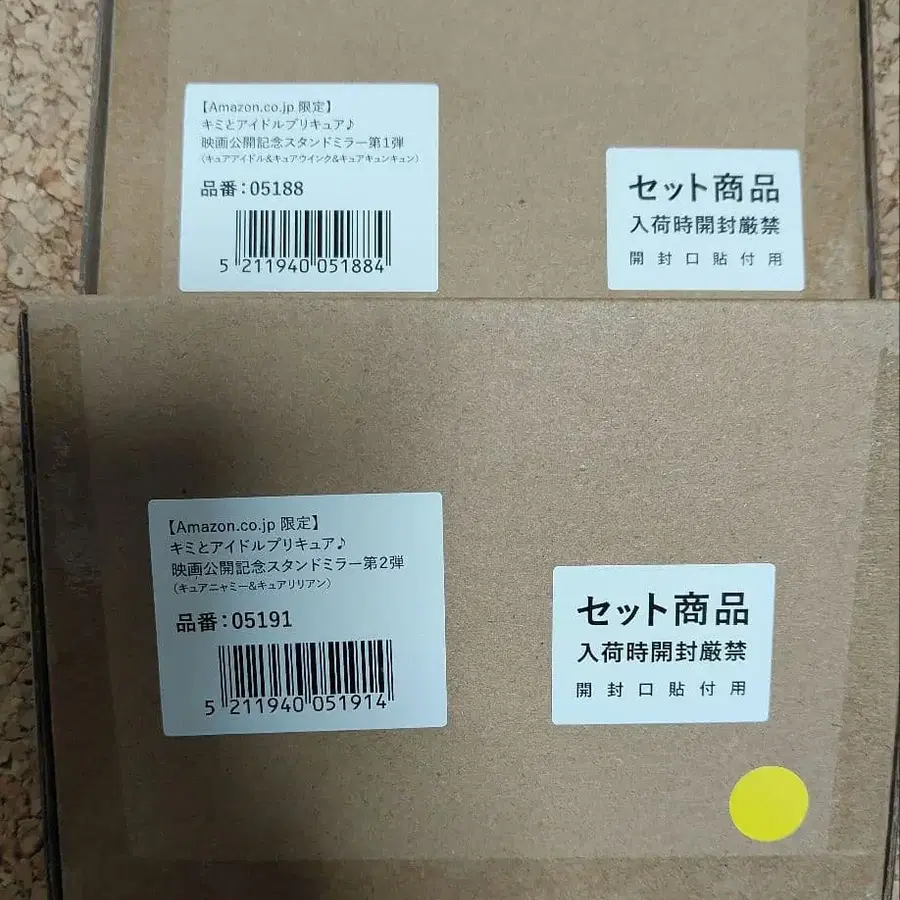 【Amazon.co.jp 限定】
キミとアイドルプリキュア♪
映画公開記念スタンドミラー第1弾
（キュアアイドル&キュアウインク&キュアキュンキュン）
品番：05188
5 211940 051884
セット商品
入荷時開封厳禁
開封口貼付用
【Amazon.co.jp 限定】
キミとアイドルプリキュア♪
映画公開記念スタンドミラー第2弾
（キュアニャミー&キュアリリアン）
品番：05191
5 211940 051914
セット商品
入荷時開封厳禁
開封口貼付用